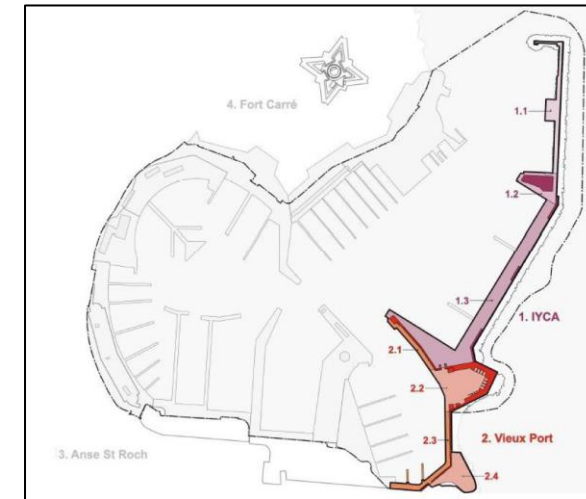 4. Fort Carré
1.1
1.2
1.3
1. IYCA
2.1
2.2
2.3
2. Vieux Port
3. Anse St Roch
2.4